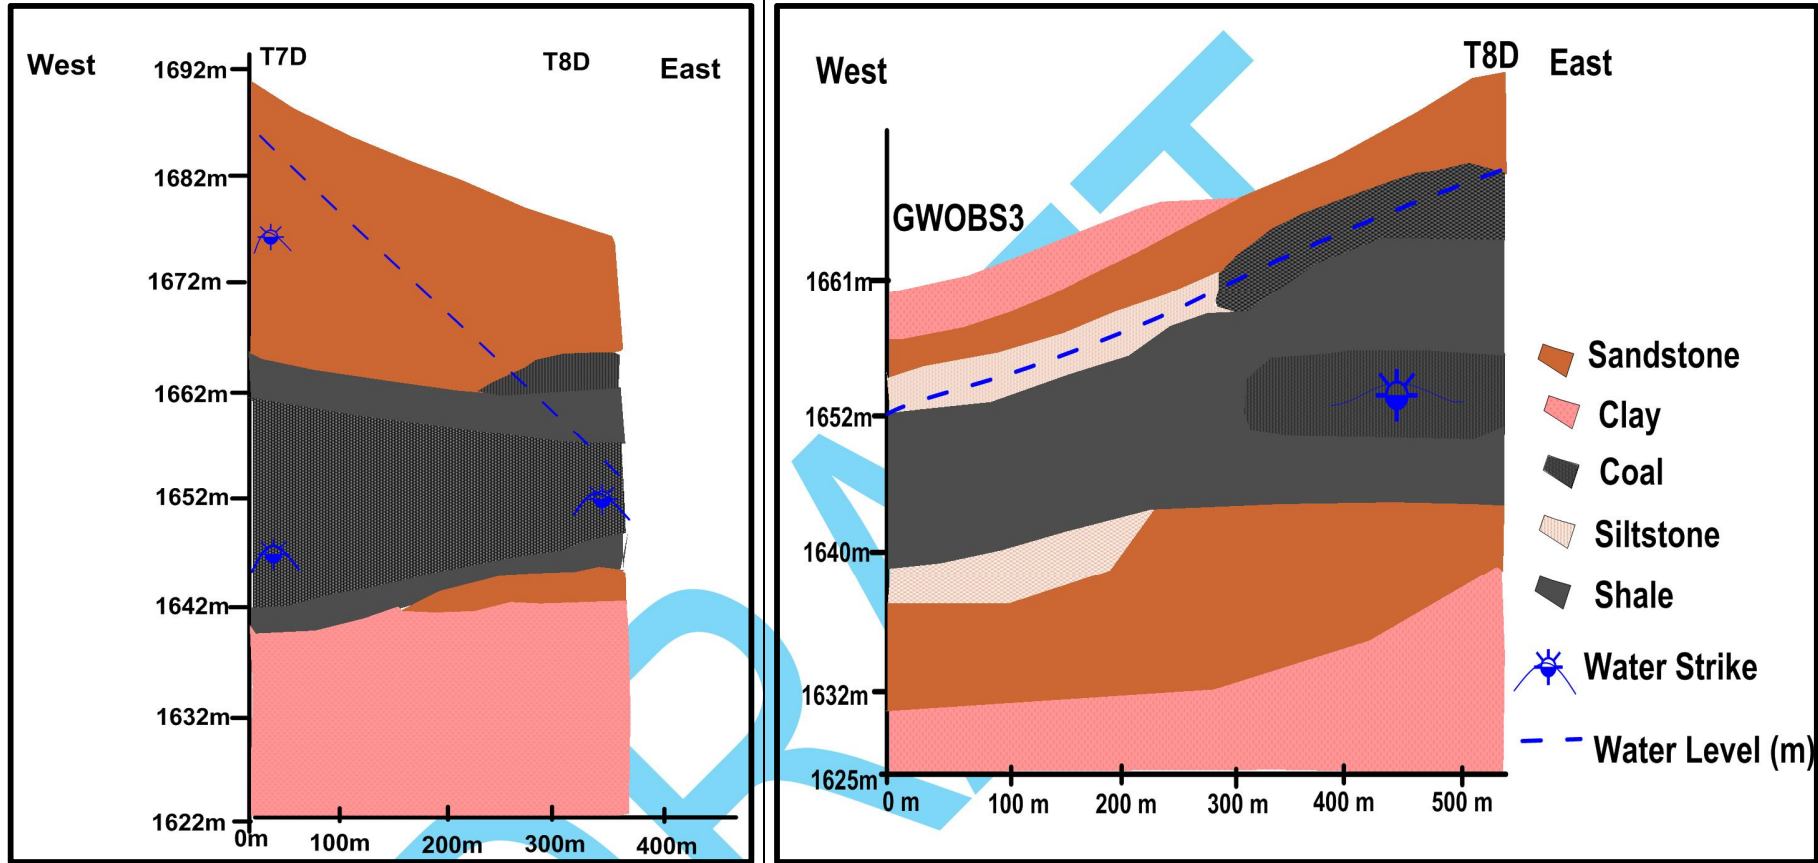 West
T7D
T8D
East
1692m
1682m
1672m
1662m
1652m
1642m
1632m
1622m
0m
100m
200m
300m
400m
West
T8D
East
GWOBS3
1661m
1652m
1640m
1632m
1625m
0 m
100 m
200 m
300 m
400 m
500 m
Sandstone
Clay
Coal
Siltstone
Shale
Water Strike
Water Level (m)